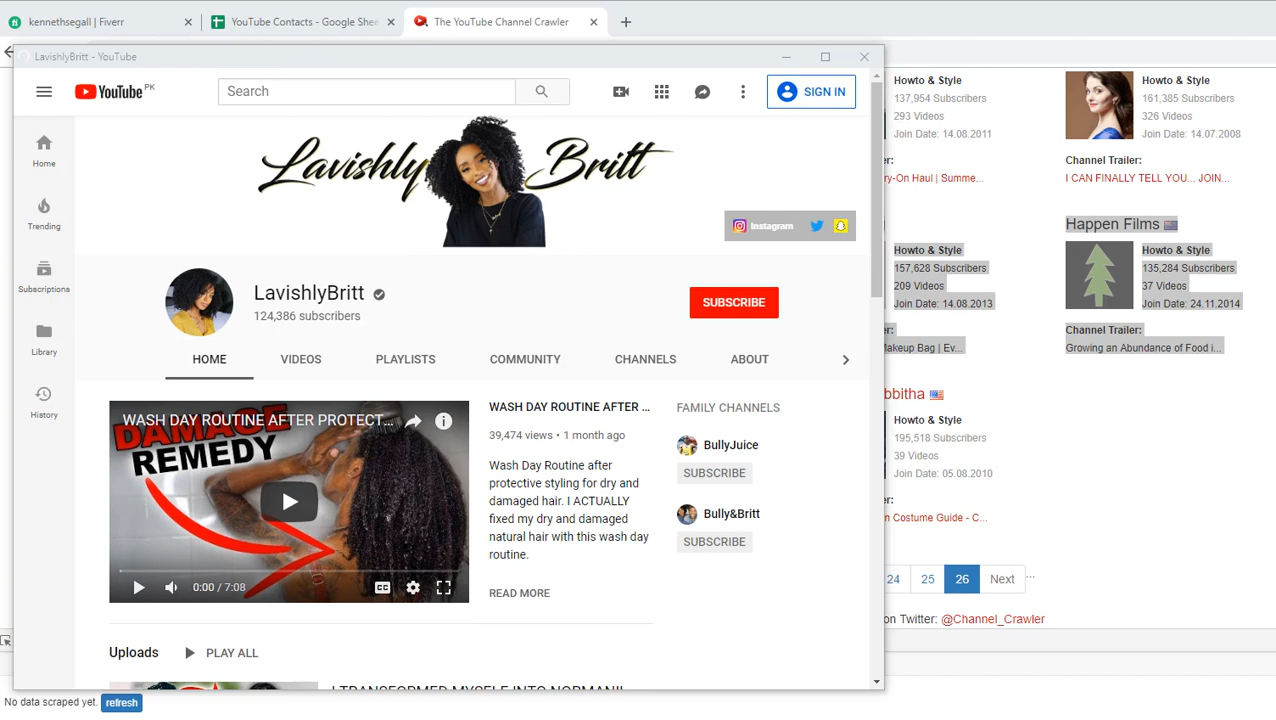 kennethsegall | Fiverr
YouTube Contacts - Google Shee
The YouTube Channel Crawler
LavishlyBritt - YouTube
YouTube PK
Search
SIGN IN
Home
Trending
Subscriptions
Library
History
Lavishly Britt
Instagram
LavishlyBritt
124,386 subscribers
SUBSCRIBE
HOME VIDEOS PLAYLISTS COMMUNITY CHANNELS ABOUT
WASH DAY ROUTINE AFTER PROTECT...
DAMAGE
REMEDY
0:00 / 7:08
CC
WASH DAY ROUTINE AFTER ...
39,474 views • 1 month ago
Wash Day Routine after
protective styling for dry and
damaged hair. I ACTUALLY
fixed my dry and damaged
natural hair with this wash day
routine.
READ MORE
FAMILY CHANNELS
BullyJuice
SUBSCRIBE
Bully&Britt
SUBSCRIBE
Uploads
PLAY ALL
I TRANSFORMED MYSELF INTO NORMANI!
Howto & Style
137,954 Subscribers
293 Videos
Join Date: 14.08.2011
er:
ry-On Haul | Summe...
Howto & Style
161,385 Subscribers
326 Videos
Join Date: 14.07.2008
Channel Trailer:
I CAN FINALLY TELL YOU... JOIN...
Howto & Style
157,628 Subscribers
209 Videos
Join Date: 14.08.2013
er:
Makeup Bag | Ev...
Happen Films
Howto & Style
135,284 Subscribers
37 Videos
Join Date: 24.11.2014
Channel Trailer:
Growing an Abundance of Food i...
bbitha
Howto & Style
195,518 Subscribers
39 Videos
Join Date: 05.08.2010
er:
n Costume Guide - C...
24 25 26 Next ...
on Twitter: @Channel_Crawler
No data scraped yet. refresh